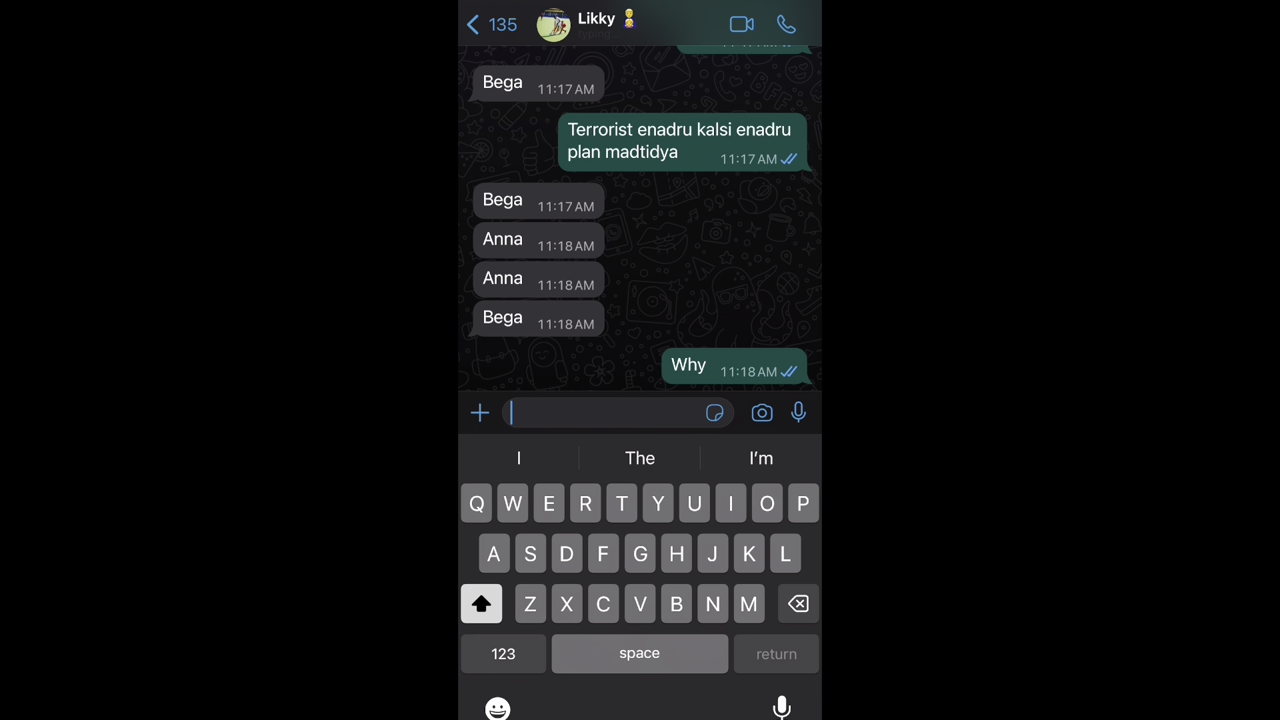 135
Likky
typing...
Bega 11:17 AM
Terrorist enadru kalsi enadru
plan madtidya 11:17 AM
Bega 11:17 AM
Anna 11:18 AM
Anna 11:18 AM
Bega 11:18 AM
Why 11:18 AM
I The I'm
Q W E R T Y U I O P
A S D F G H J K L
Z X C V B N M
123 space return